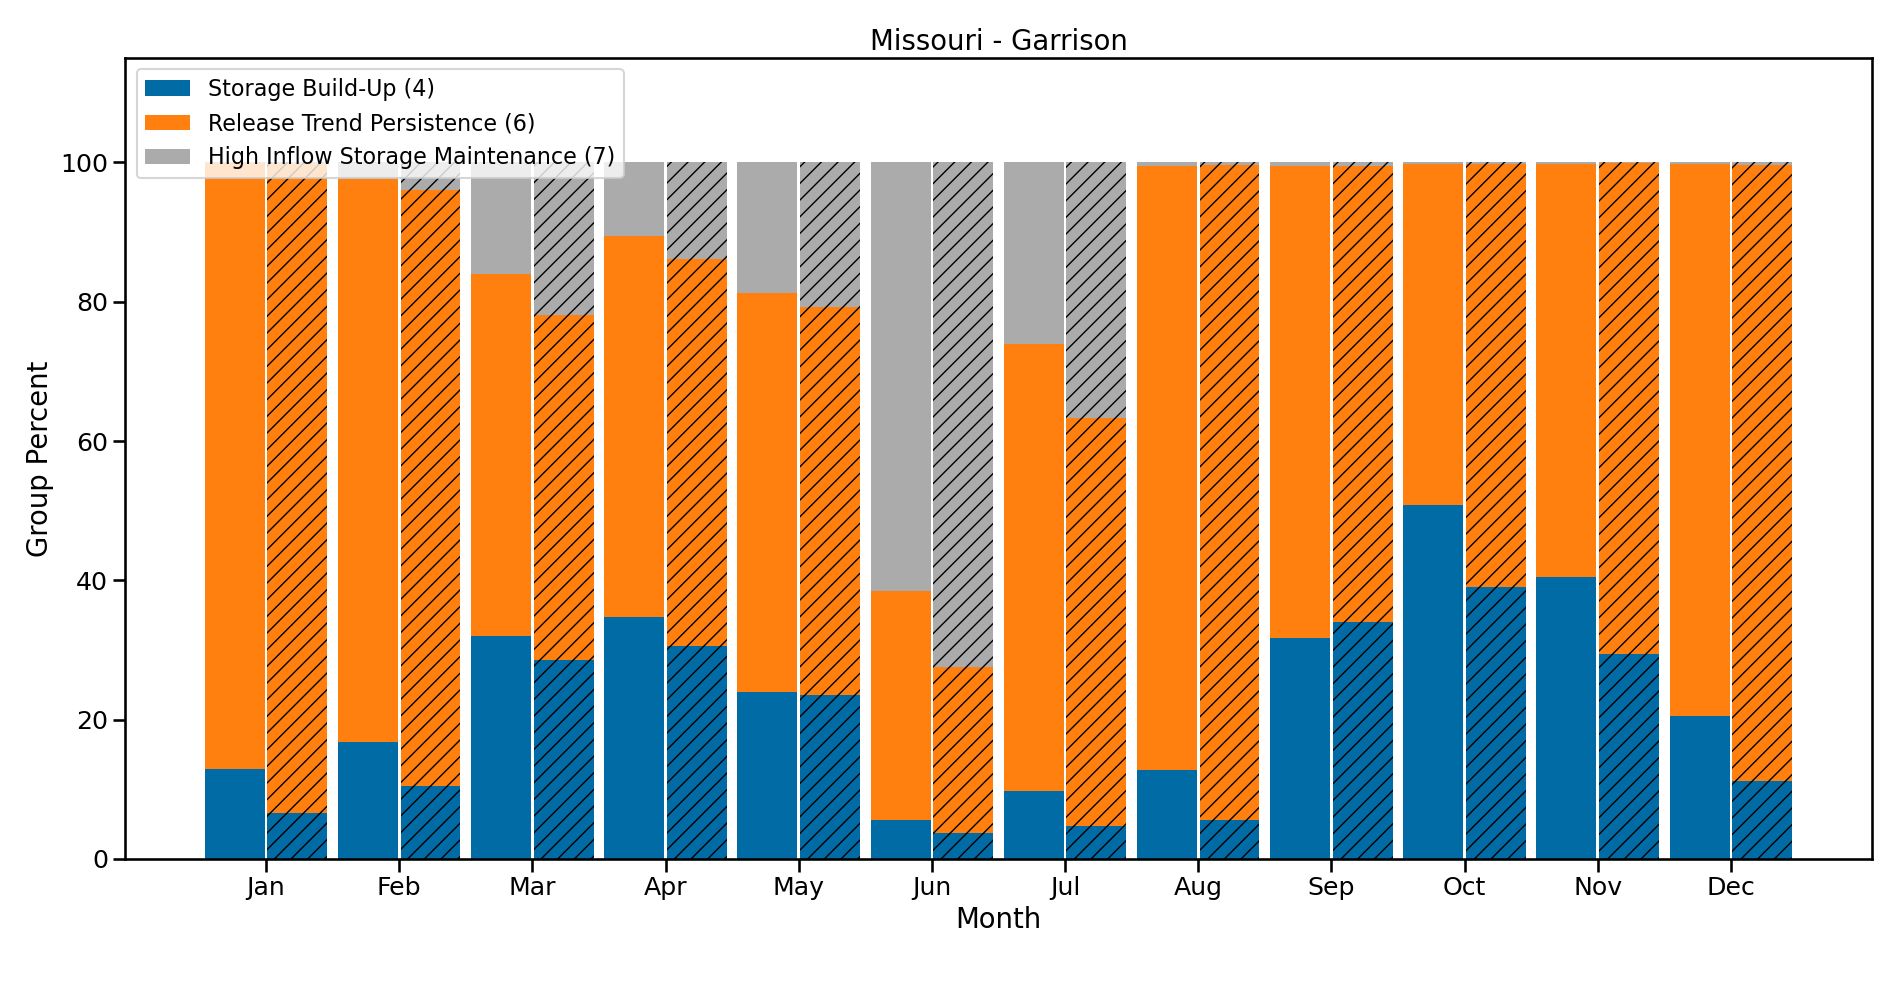 Missouri - Garrison
Storage Build-Up (4)
Release Trend Persistence (6)
High Inflow Storage Maintenance (7)
100
80
60
40
20
0
Group Percent
Jan Feb Mar Apr May Jun Jul Aug Sep Oct Nov Dec
Month